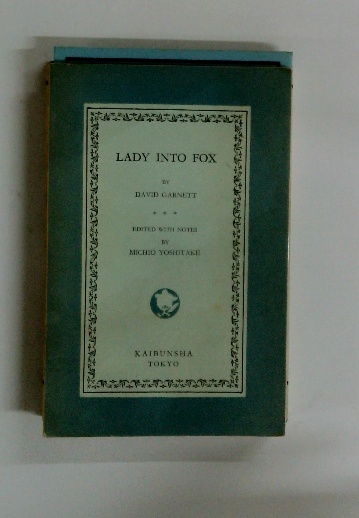 LADY INTO FOX
BY
DAVID GARNETT
* * *
EDITED WITH NOTES
BY
MICHIO YOSHITAKE
KAIBUNSHA
TOKYO